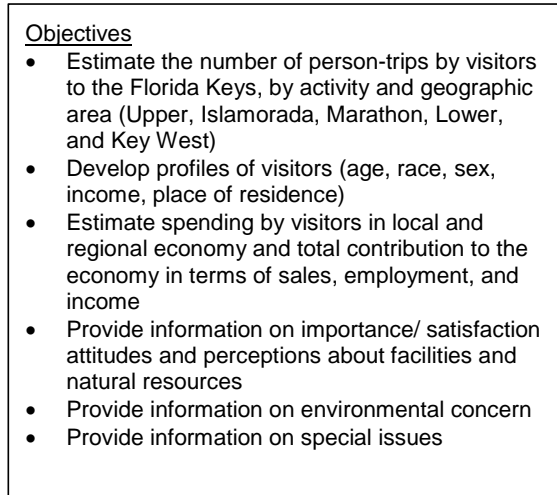 Objectives
• Estimate the number of person-trips by visitors
to the Florida Keys, by activity and geographic
area (Upper, Islamorada, Marathon, Lower,
and Key West)
• Develop profiles of visitors (age, race, sex,
income, place of residence)
• Estimate spending by visitors in local and
regional economy and total contribution to the
economy in terms of sales, employment, and
income
• Provide information on importance/ satisfaction
attitudes and perceptions about facilities and
natural resources
• Provide information on environmental concern
• Provide information on special issues